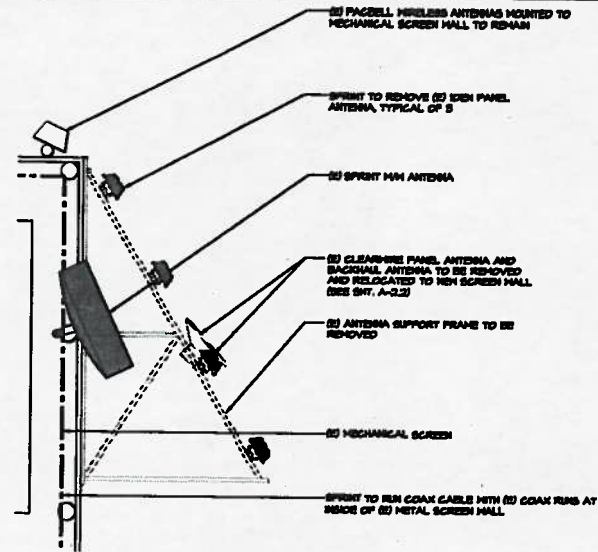 (E) PACBELL WIRELESS ANTENNAS MOUNTED TO
MECHANICAL SCREEN WALL TO REMAIN
SPRINT TO REMOVE (E) IDEN PANEL
ANTENNA, TYPICAL OF 5
(E) SPRINT M/W ANTENNA
(E) CLEARWIRE PANEL ANTENNA AND
BACKHAUL ANTENNA TO BE REMOVED
AND RELOCATED TO NEW SCREEN WALL
(SEE SHT. A-2.2)
(E) ANTENNA SUPPORT FRAME TO BE
REMOVED
(E) MECHANICAL SCREEN
SPRINT TO RUN COAX CABLE WITH (E) COAX RUNS AT
INSIDE OF (E) METAL SCREEN WALL